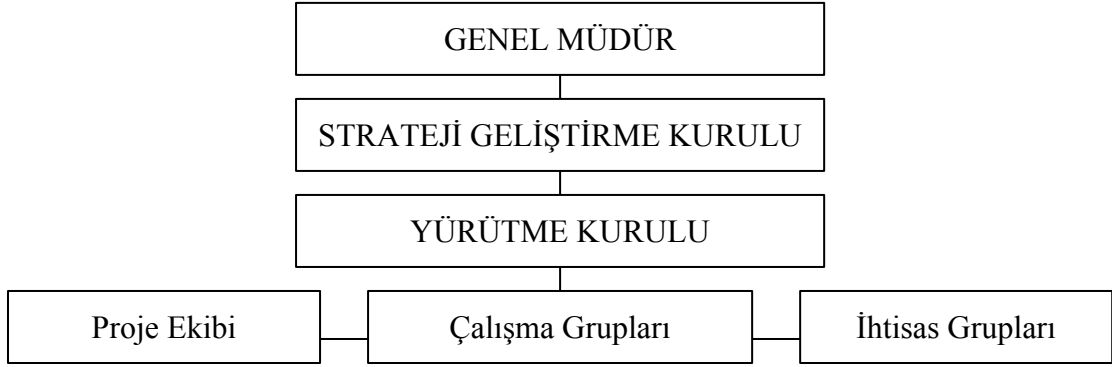 GENEL MÜDÜR
STRATEJİ GELİŞTİRME KURULU
YÜRÜTME KURULU
Proje Ekibi
Çalışma Grupları
İhtisas Grupları